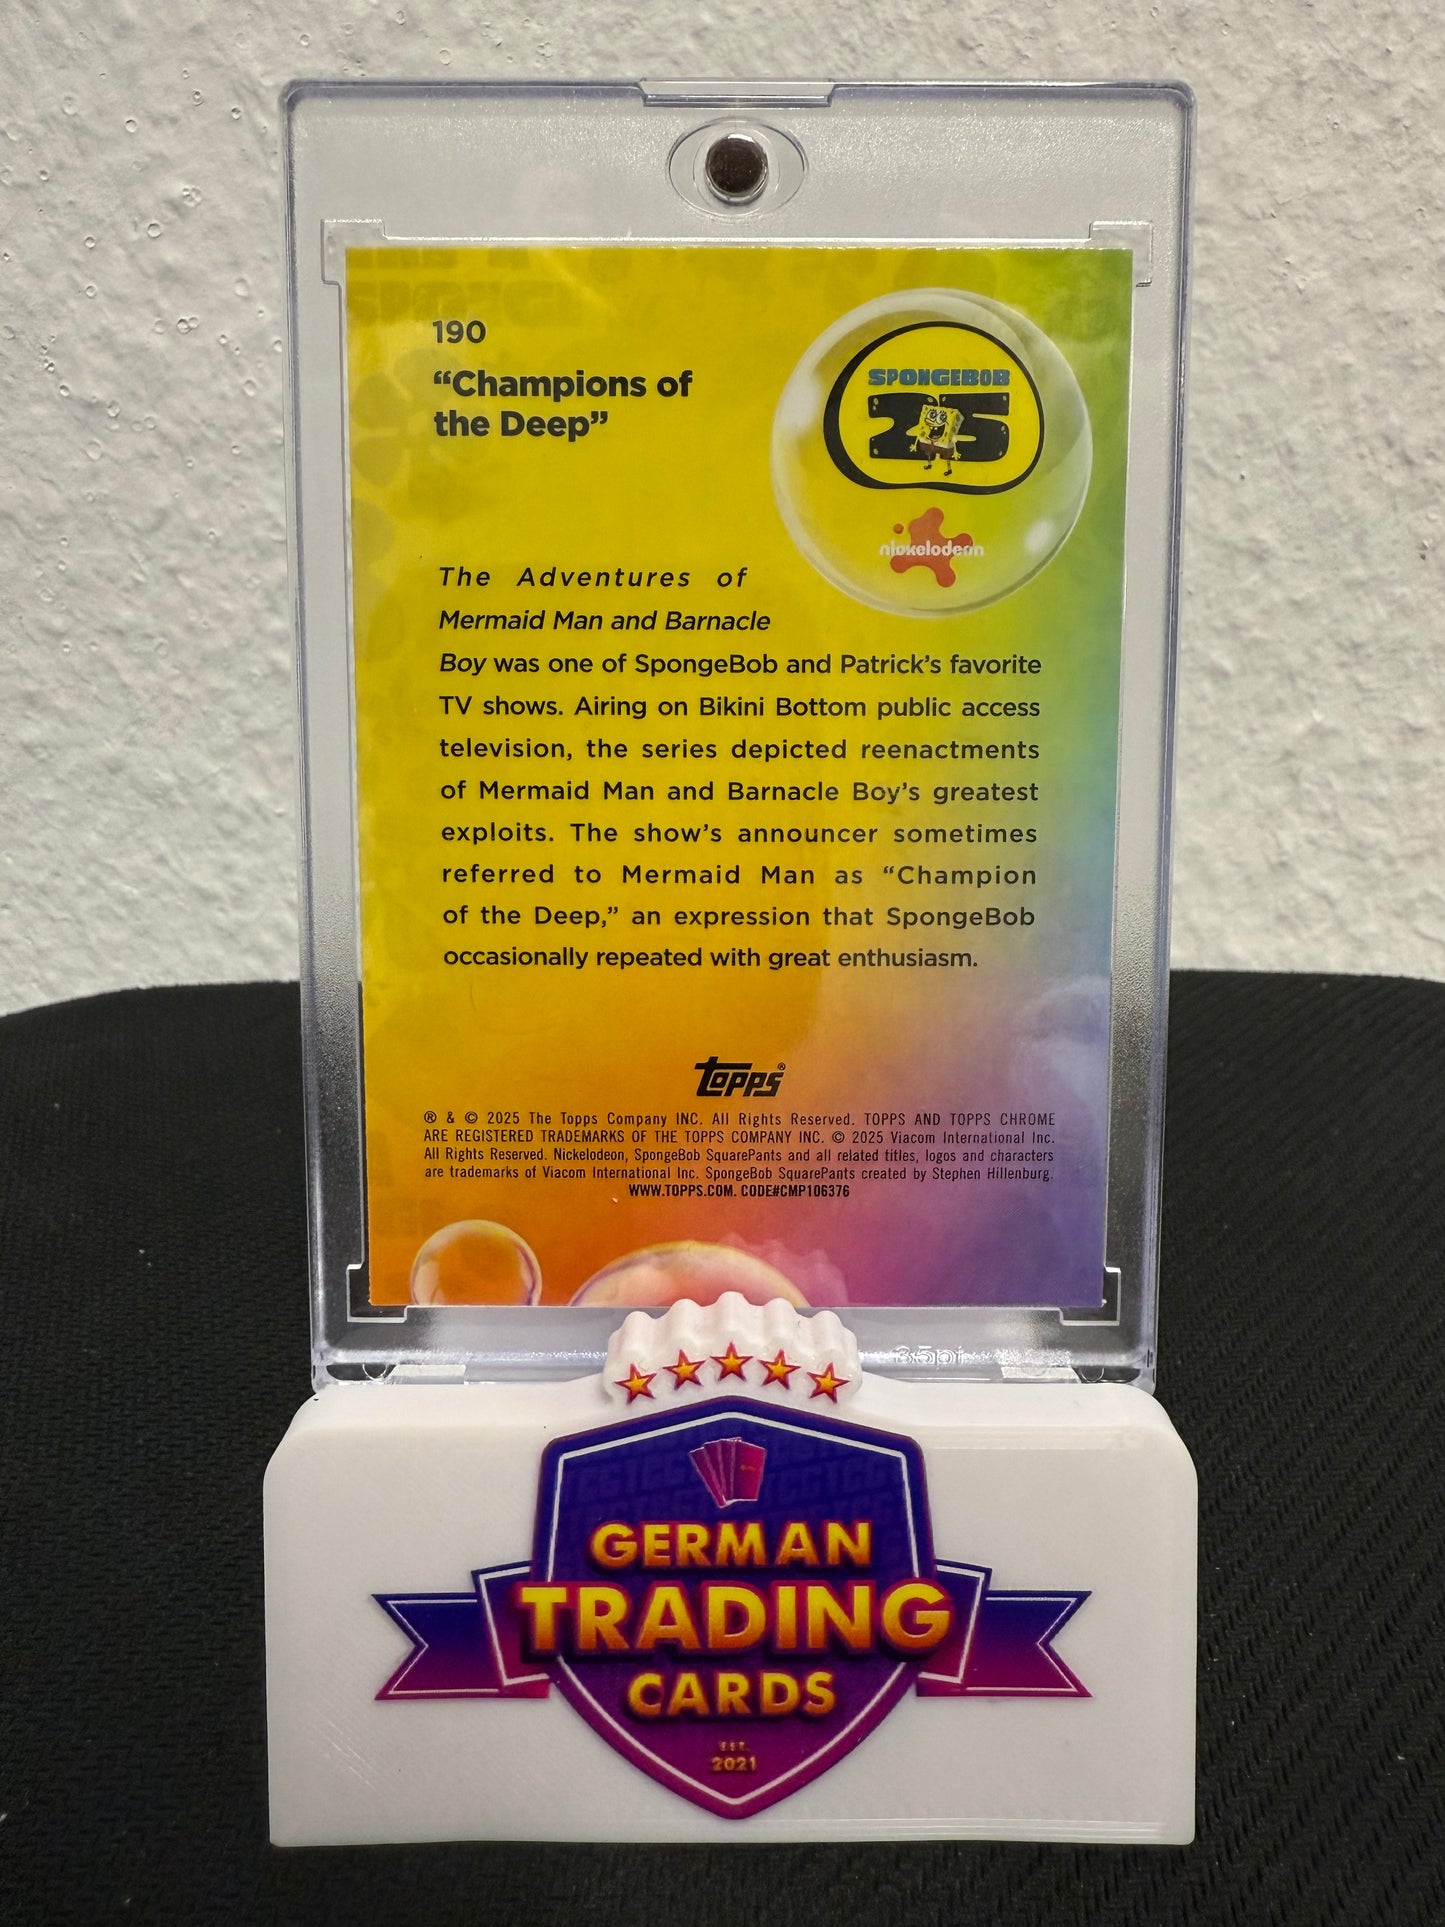 190
“Champions of
the Deep”
SPONGEBOB
25
nickelodeon
The Adventures of
Mermaid Man and Barnacle
Boy was one of SpongeBob and Patrick’s favorite
TV shows. Airing on Bikini Bottom public access
television, the series depicted reenactments
of Mermaid Man and Barnacle Boy’s greatest
exploits. The show’s announcer sometimes
referred to Mermaid Man as “Champion
of the Deep,” an expression that SpongeBob
occasionally repeated with great enthusiasm.
Topps®
® & © 2025 The Topps Company INC. All Rights Reserved. TOPPS AND TOPPS CHROME
ARE REGISTERED TRADEMARKS OF THE TOPPS COMPANY INC. © 2025 Viacom International Inc.
All Rights Reserved. Nickelodeon, SpongeBob SquarePants and all related titles, logos and characters
are trademarks of Viacom International Inc. SpongeBob SquarePants created by Stephen Hillenburg.
WWW.TOPPS.COM. CODE#CMP106376
35pt
GERMAN
TRADING
CARDS
EST.
2021